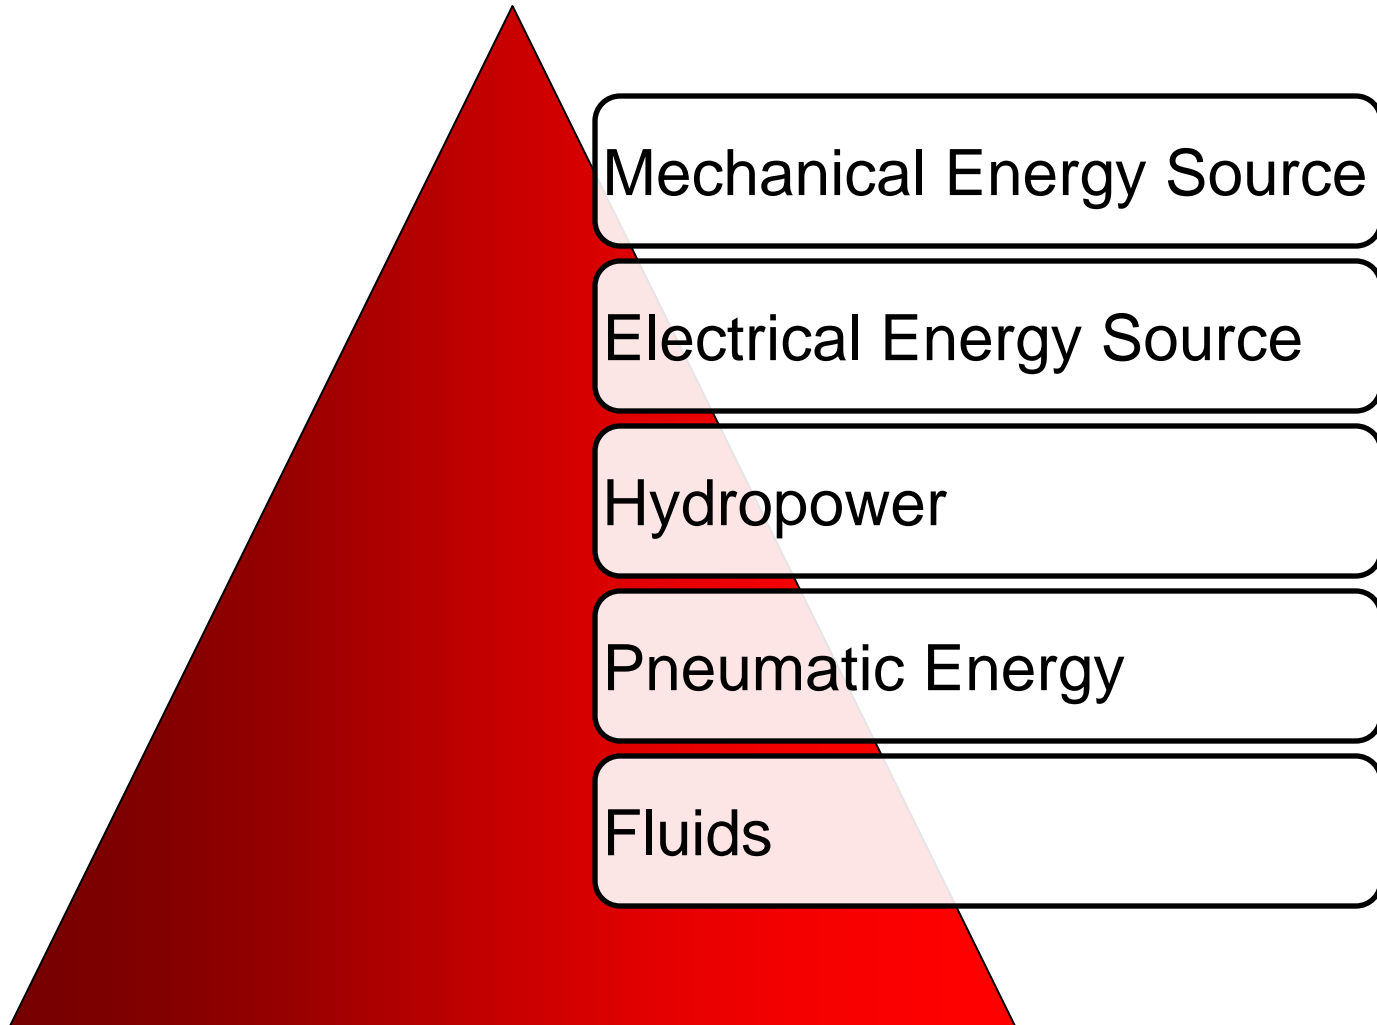 Mechanical Energy Source
Electrical Energy Source
Hydropower
Pneumatic Energy
Fluids